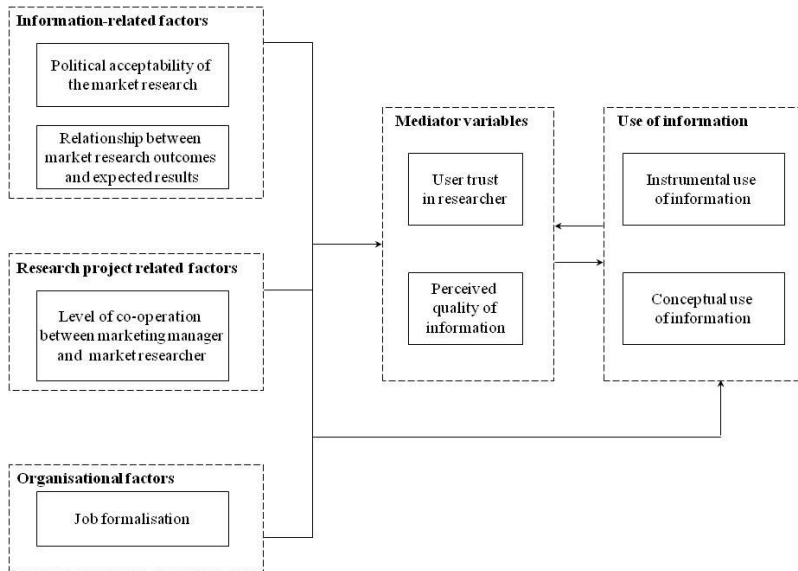 Information-related factors
Political acceptability of
the market research
Relationship between
market research outcomes
and expected results
Research project related factors
Level of co-operation
between marketing manager
and market researcher
Organisational factors
Job formalisation
Mediator variables
User trust
in researcher
Perceived
quality of
information
Use of information
Instrumental use
of information
Conceptual use
of information